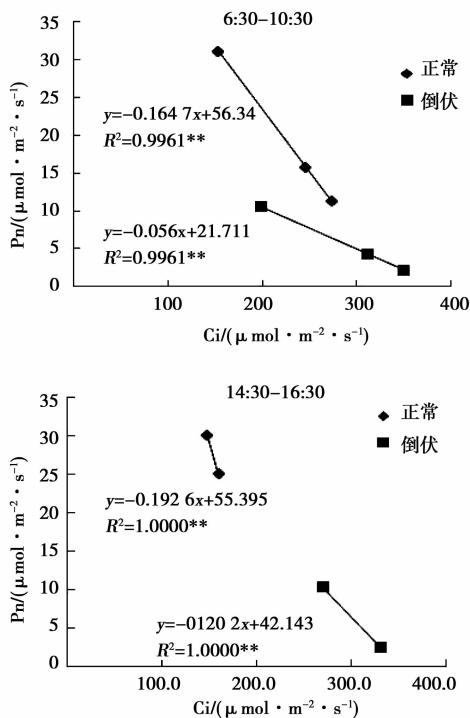 6:30−10:30
35
30
25
20
15
10
5
0
Pn/(μ mol·m⁻²·s⁻¹)
正常
倒伏
y=−0.164 7x+56.34
R²=0.9961**
y=−0.056x+21.711
R²=0.9961**
100 200 300 400
Ci/(μ mol·m⁻²·s⁻¹)
14:30−16:30
35
30
25
20
15
10
5
0
Pn/(μ mol·m⁻²·s⁻¹)
正常
倒伏
y=−0.192 6x+55.395
R²=1.0000**
y=−0120 2x+42.143
R²=1.0000**
100.0 200.0 300.0 400.0
Ci/(μ mol·m⁻²·s⁻¹)